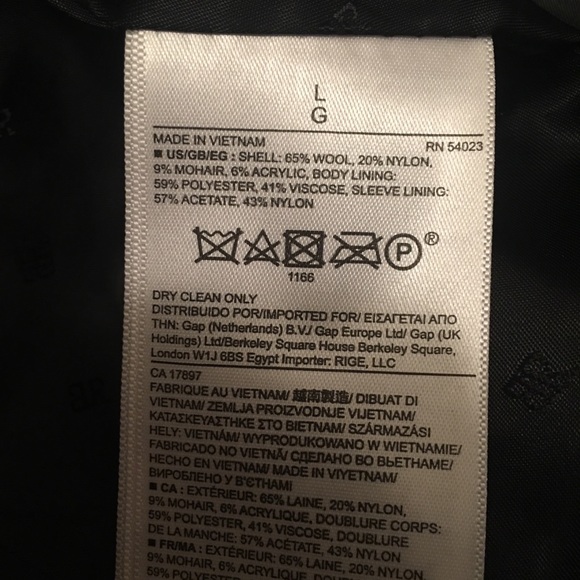 L
G
MADE IN VIETNAM RN 54023
■ US/GB/EG : SHELL: 65% WOOL, 20% NYLON,
9% MOHAIR, 6% ACRYLIC, BODY LINING:
59% POLYESTER, 41% VISCOSE, SLEEVE LINING:
57% ACETATE, 43% NYLON
P ®
1166
DRY CLEAN ONLY
DISTRIBUIDO POR/IMPORTED FOR/ ΕΙΣΑΓΕΤΑΙ ΑΠΟ
ΤΗΝ: Gap (Netherlands) B.V./ Gap Europe Ltd/ Gap (UK
Holdings) Ltd/Berkeley Square House Berkeley Square,
London W1J 6BS Egypt Importer: RIGE, LLC
CA 17897
FABRIQUE AU VIETNAM/ 越南製造/ DIBUAT DI
VIETNAM/ ZEMLJA PROIZVODNJE VIJETNAM/
ΚΑΤΑΣΚΕΥΑΣΤΗΚΕ ΣΤΟ ΒΙΕΤΝΑΜ/ SZÁRMAZÁSI
HELY: VIETNÁM/ WYPRODUKOWANO W WIETNAMIE/
FABRICADO NO VIETNÃ/ СДЕЛАНО ВО ВЬЕТНАМЕ/
HECHO EN VIETNAM/ MADE IN VIYETNAM/
ВИРОБЛЕНО У В'ЄТНАМІ
■ CA : EXTÉRIEUR: 65% LAINE, 20% NYLON,
9% MOHAIR, 6% ACRYLIQUE, DOUBLURE CORPS:
59% POLYESTER, 41% VISCOSE, DOUBLURE
DE LA MANCHE: 57% ACÉTATE, 43% NYLON
■ FR/MA : EXTÉRIEUR: 65% LAINE, 20% NYLON,
9% MOHAIR, 6% ACRYLIQUE, DOUBLURE
59% POLYESTER